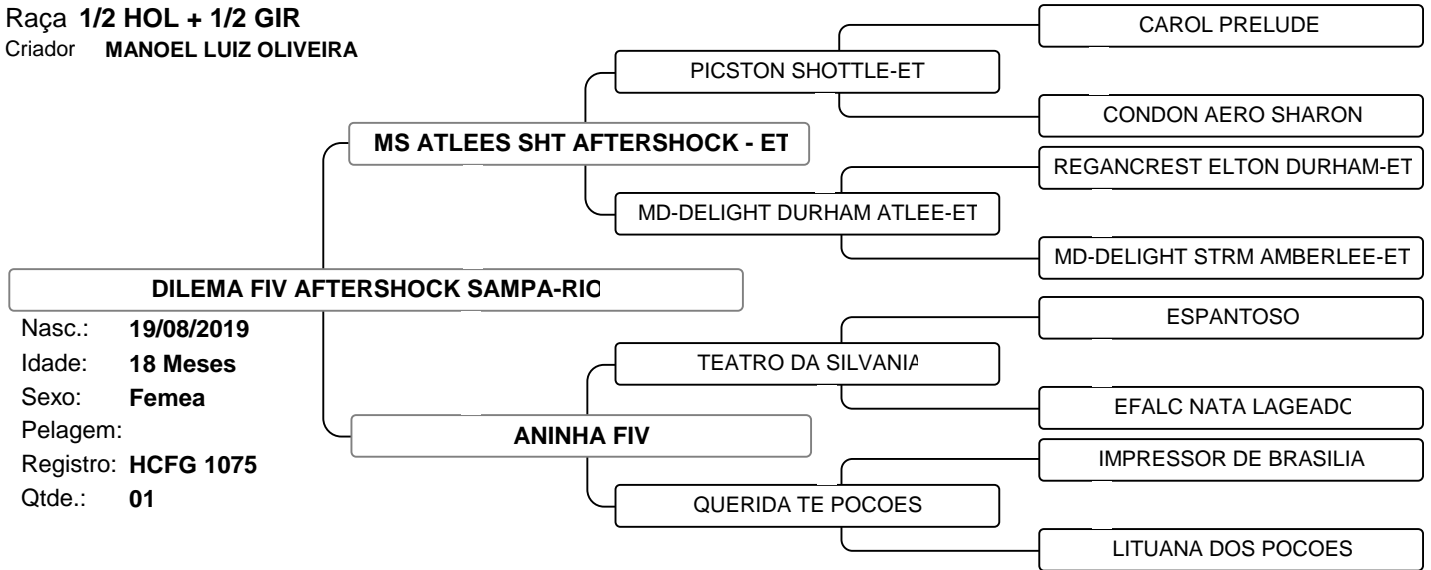 Raça 1/2 HOL + 1/2 GIR
Criador MANOEL LUIZ OLIVEIRA
CAROL PRELUDE
PICSTON SHOTTLE-ET
CONDON AERO SHARON
MS ATLEES SHT AFTERSHOCK - ET
REGANCREST ELTON DURHAM-ET
MD-DELIGHT DURHAM ATLEE-ET
MD-DELIGHT STRM AMBERLEE-ET
DILEMA FIV AFTERSHOCK SAMPA-RIO
Nasc.: 19/08/2019
Idade: 18 Meses
Sexo: Femea
Pelagem:
Registro: HCFG 1075
Qtde.: 01
ESPANTOSO
TEATRO DA SILVANIA
EFALC NATA LAGEADO
ANINHA FIV
IMPRESSOR DE BRASILIA
QUERIDA TE POCOES
LITUANA DOS POCOES